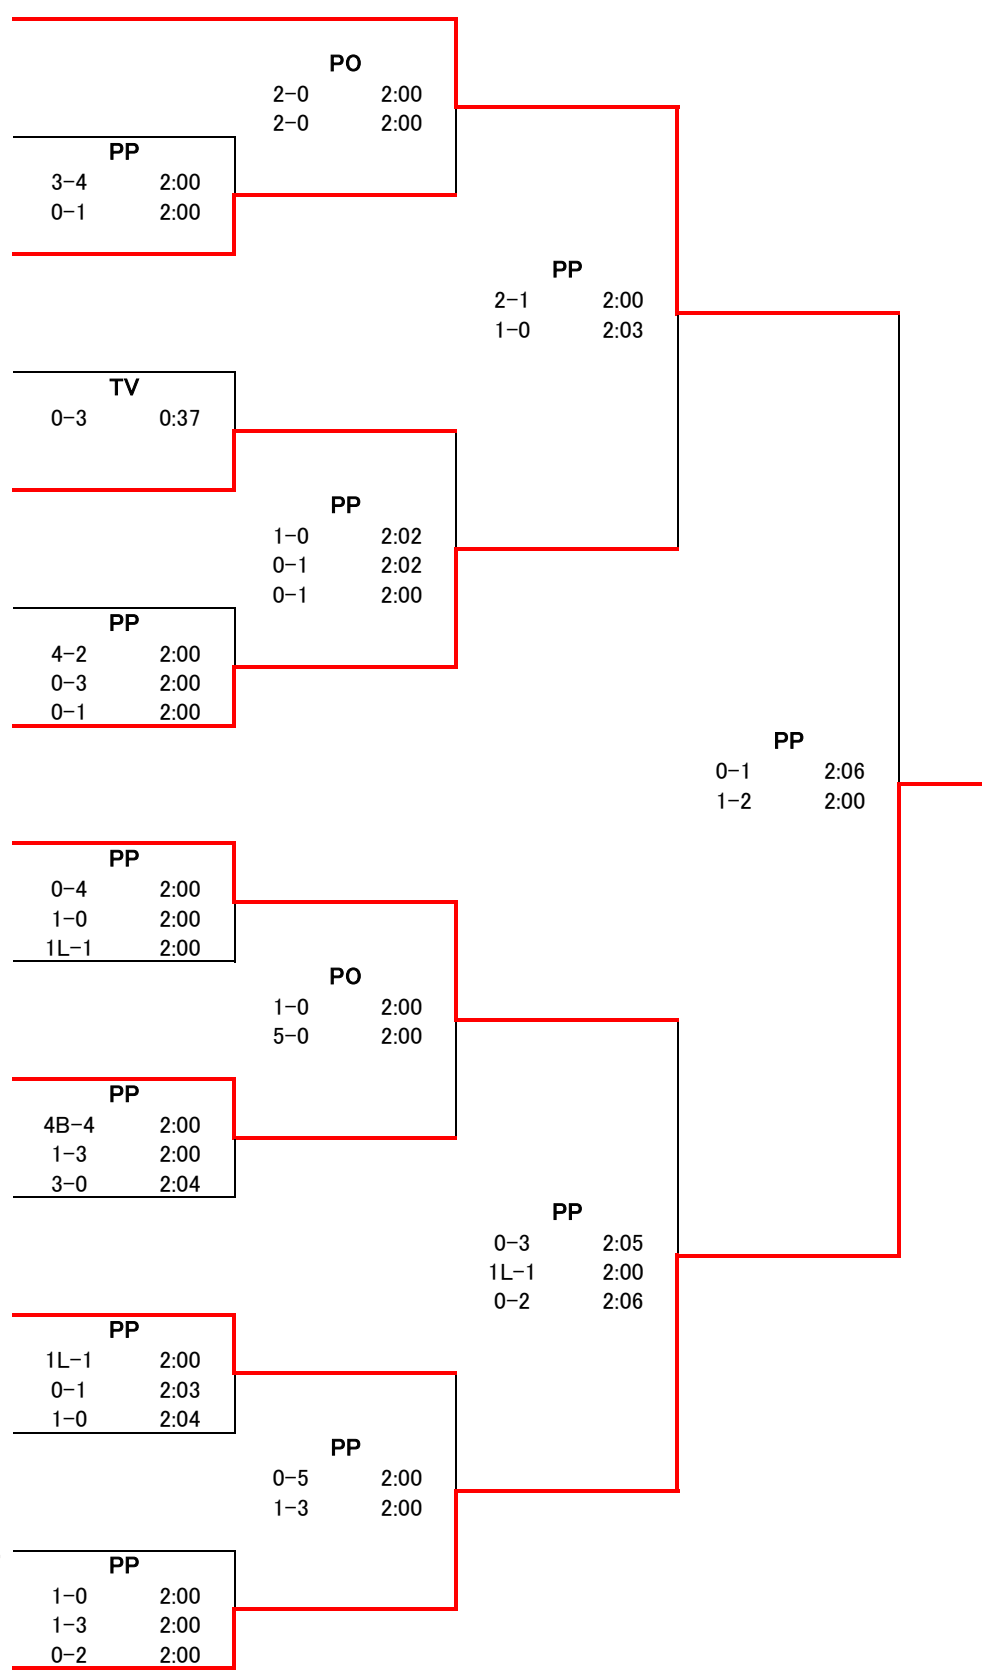 PO
2-0 2:00
2-0 2:00
PP
3-4 2:00
0-1 2:00
PP
2-1 2:00
1-0 2:03
TV
0-3 0:37
PP
1-0 2:02
0-1 2:02
0-1 2:00
PP
4-2 2:00
0-3 2:00
0-1 2:00
PP
0-1 2:06
1-2 2:00
PP
0-4 2:00
1-0 2:00
1L-1 2:00
PO
1-0 2:00
5-0 2:00
PP
4B-4 2:00
1-3 2:00
3-0 2:04
PP
0-3 2:05
1L-1 2:00
0-2 2:06
PP
1L-1 2:00
0-1 2:03
1-0 2:04
PP
0-5 2:00
1-3 2:00
PP
1-0 2:00
1-3 2:00
0-2 2:00